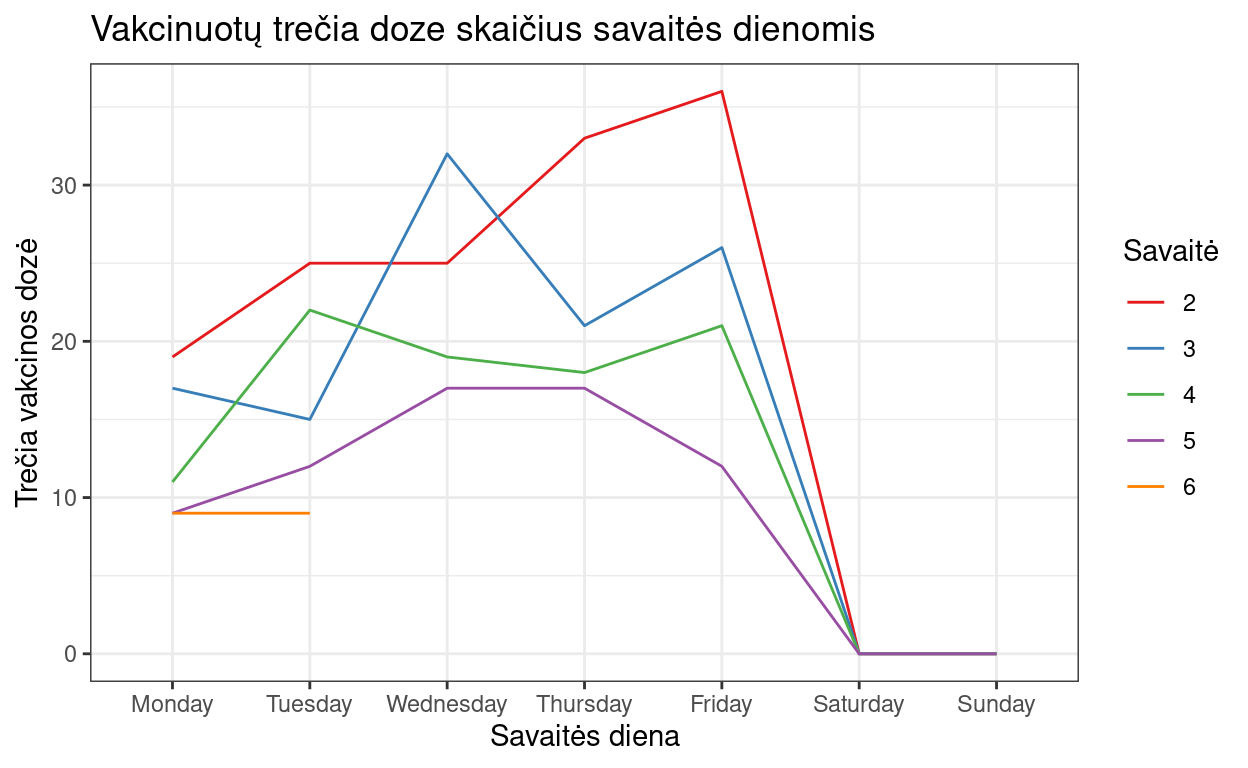 Vakcinuotų trečia doze skaičius savaitės dienomis
Trečia vakcinos dozė
30
20
10
0
Monday Tuesday Wednesday Thursday Friday Saturday Sunday
Savaitės diena
Savaitė
2
3
4
5
6